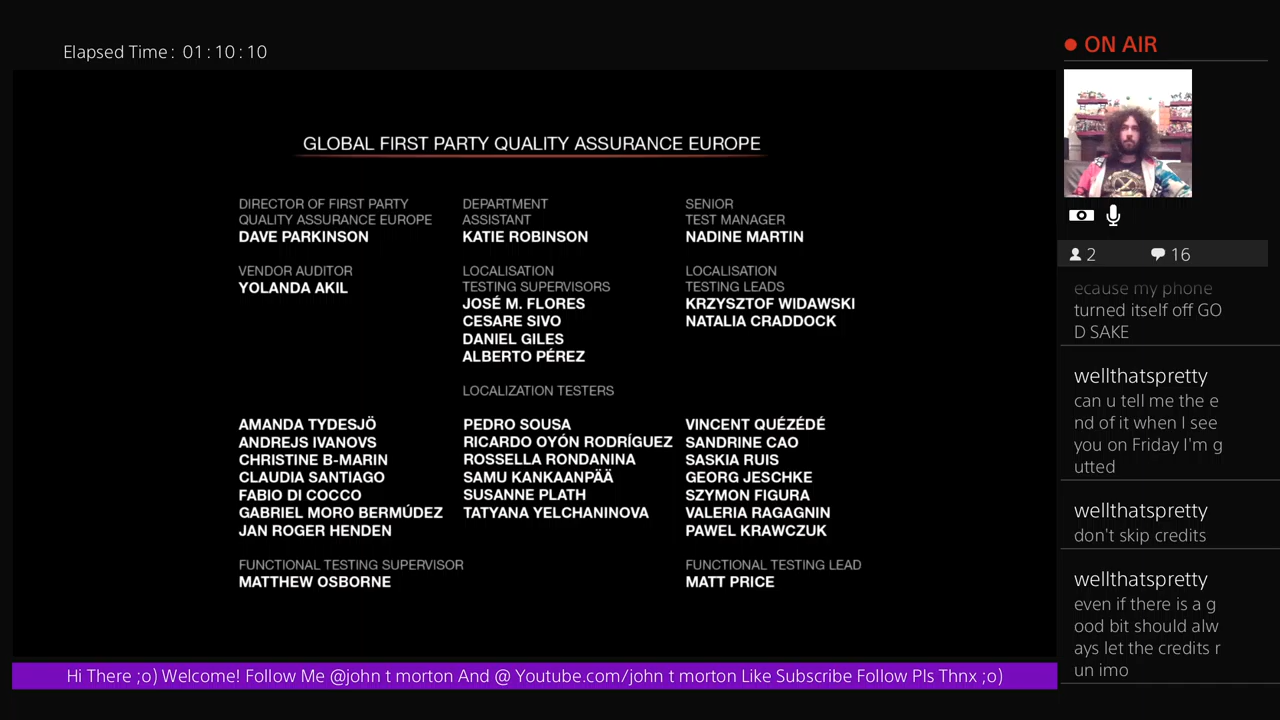 Elapsed Time: 01:10:10
GLOBAL FIRST PARTY QUALITY ASSURANCE EUROPE
DIRECTOR OF FIRST PARTY
QUALITY ASSURANCE EUROPE
DAVE PARKINSON
DEPARTMENT
ASSISTANT
KATIE ROBINSON
SENIOR
TEST MANAGER
NADINE MARTIN
VENDOR AUDITOR
YOLANDA AKIL
LOCALISATION
TESTING SUPERVISORS
JOSÉ M. FLORES
CESARE SIVO
DANIEL GILES
ALBERTO PÉREZ
LOCALISATION
TESTING LEADS
KRZYSZTOF WIDAWSKI
NATALIA CRADDOCK
LOCALIZATION TESTERS
AMANDA TYDESJÖ
ANDREJS IVANOVS
CHRISTINE B-MARIN
CLAUDIA SANTIAGO
FABIO DI COCCO
GABRIEL MORO BERMÚDEZ
JAN ROGER HENDEN
PEDRO SOUSA
RICARDO OYÓN RODRÍGUEZ
ROSSELLA RONDANINA
SAMU KANKAANPÄÄ
SUSANNE PLATH
TATYANA YELCHANINOVA
VINCENT QUÉZÉDÉ
SANDRINE CAO
SASKIA RUIS
GEORG JESCHKE
SZYMON FIGURA
VALERIA RAGAGNIN
PAWEL KRAWCZUK
FUNCTIONAL TESTING SUPERVISOR
MATTHEW OSBORNE
FUNCTIONAL TESTING LEAD
MATT PRICE
Hi There ;o) Welcome! Follow Me @john t morton And @ Youtube.com/john t morton Like Subscribe Follow Pls Thnx ;o)
ON AIR
2 16
ecause my phone
turned itself off GO
D SAKE
wellthatspretty
can u tell me the e
nd of it when I see
you on Friday I'm g
utted
wellthatspretty
don't skip credits
wellthatspretty
even if there is a g
ood bit should alw
ays let the credits r
un imo